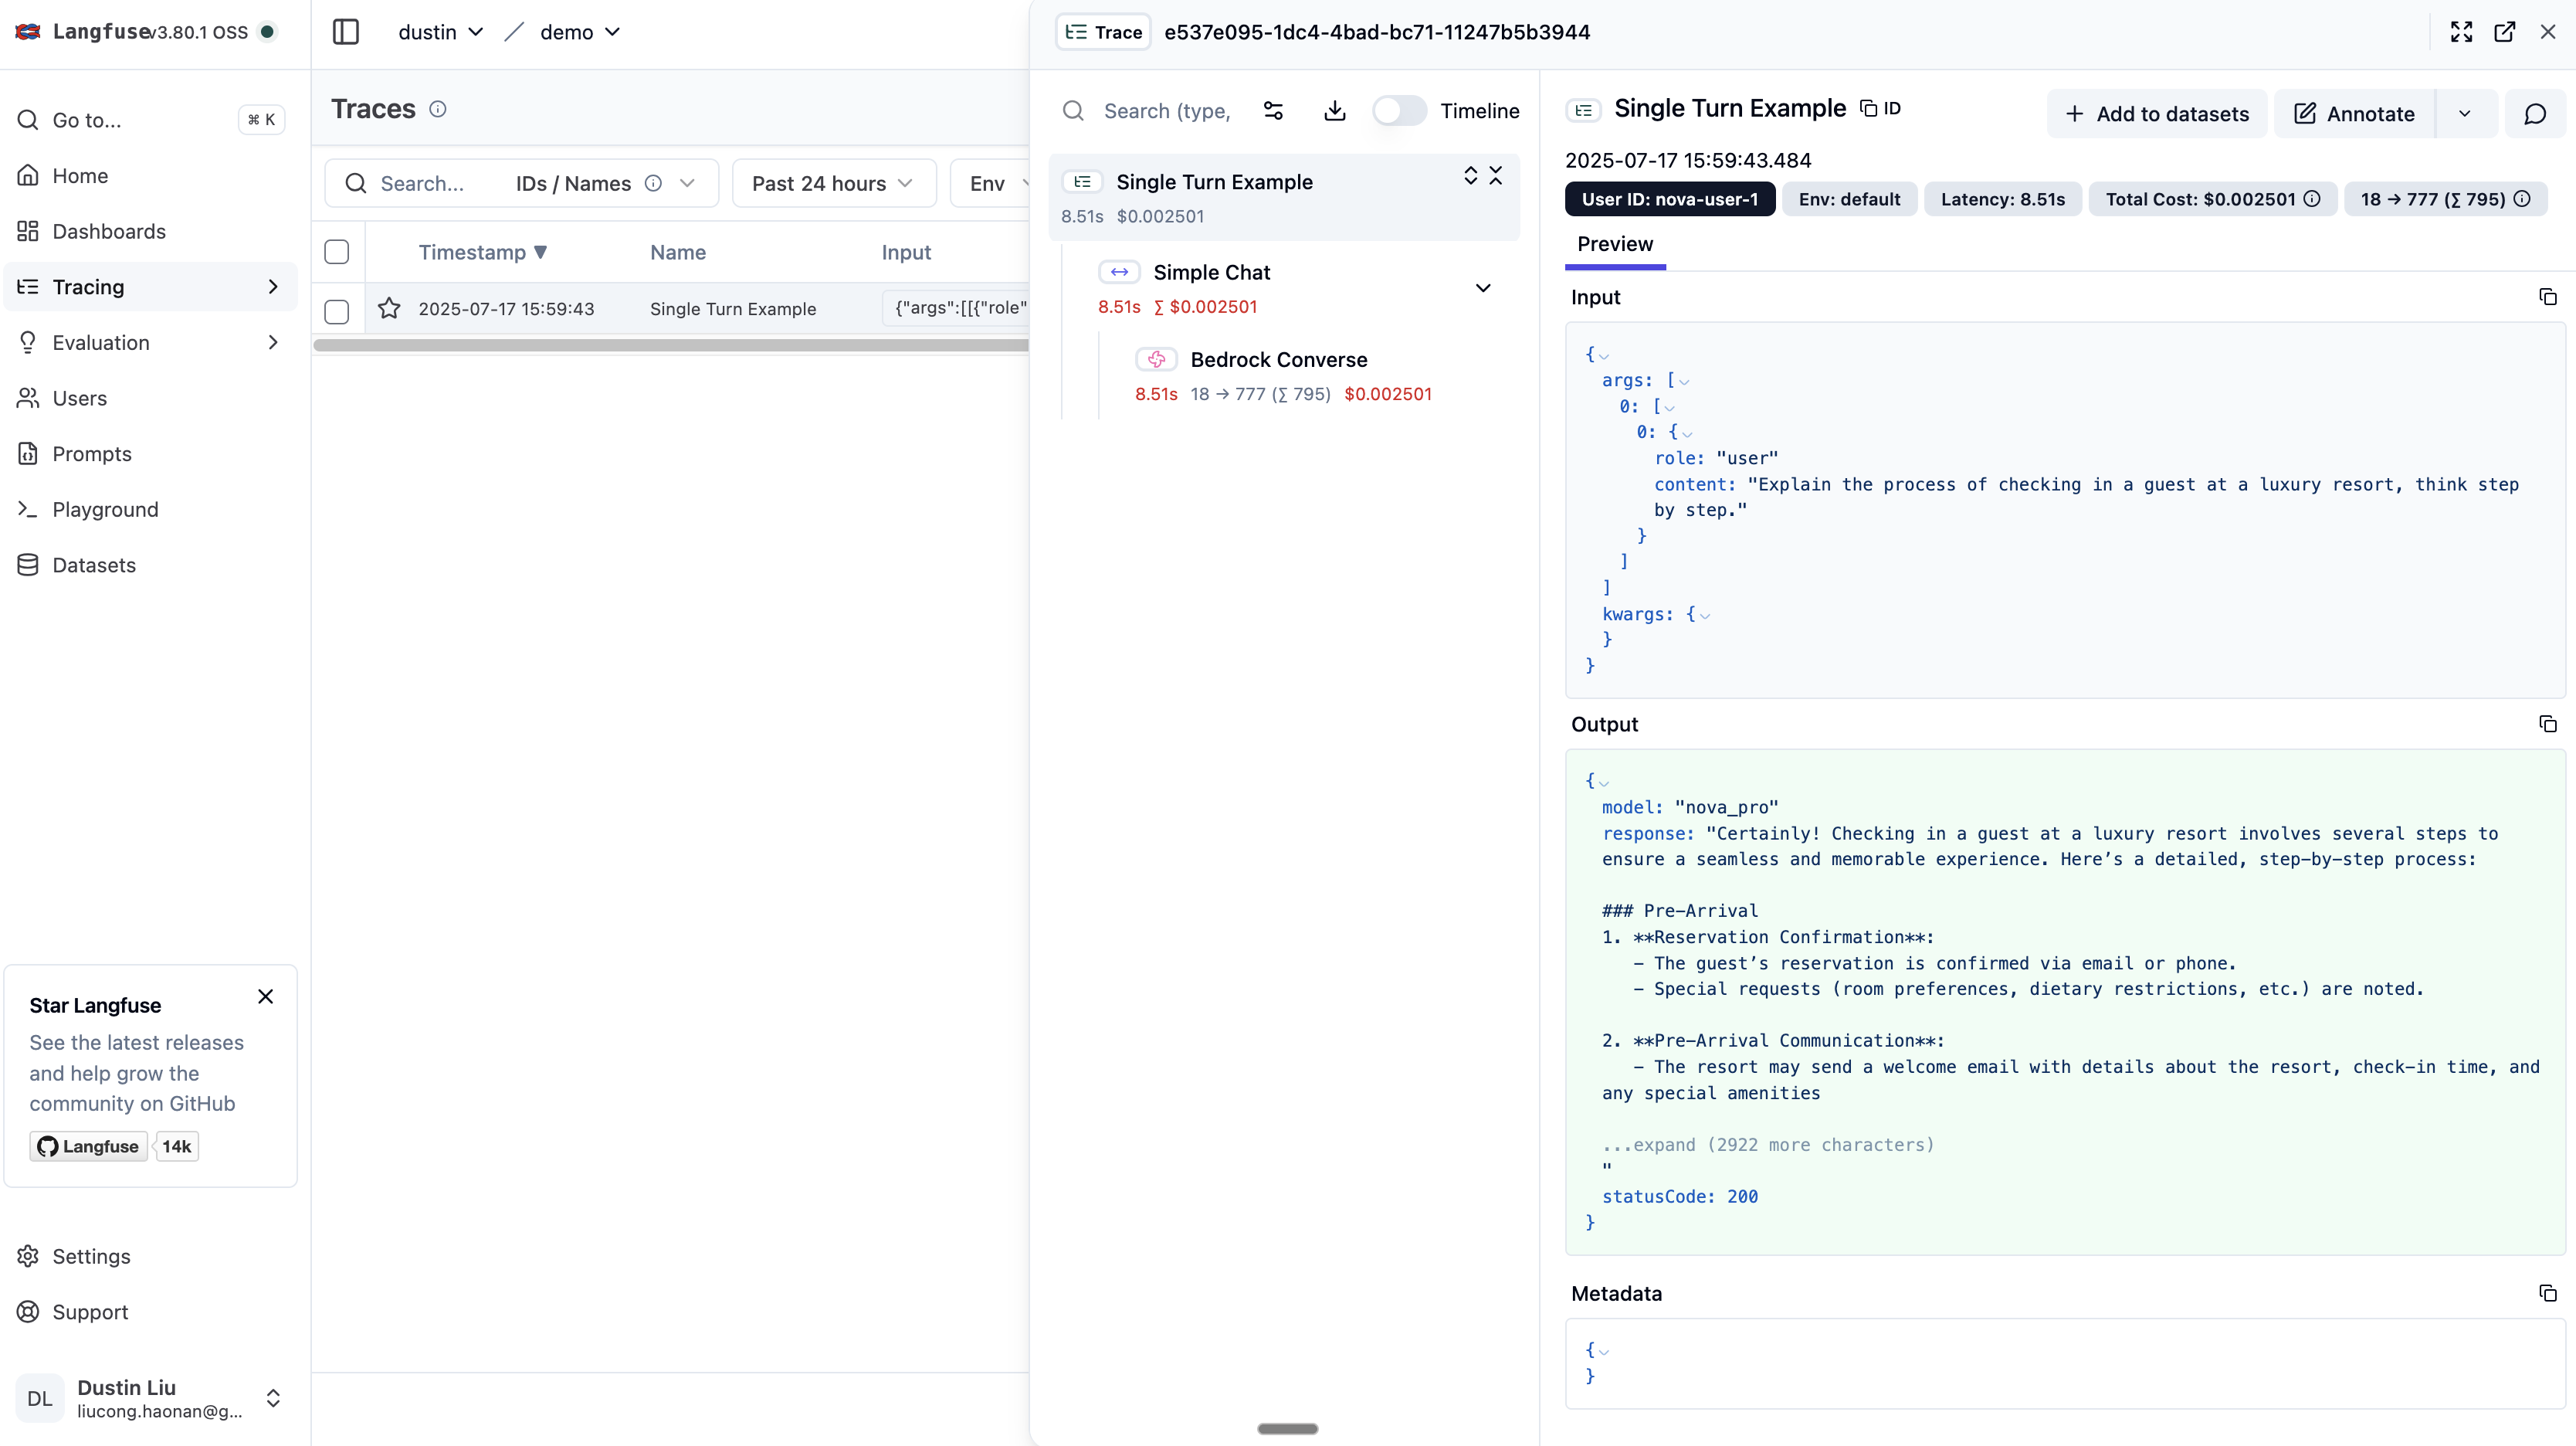 Langfuse v3.80.1 OSS
Go to...
⌘ K
Home
Dashboards
Tracing
Evaluation
Users
Prompts
Playground
Datasets
Star Langfuse
See the latest releases
and help grow the
community on GitHub
Langfuse 14k
Settings
Support
DL
Dustin Liu
liucong.haonan@g...
dustin
demo
Traces
Search...
IDs / Names
Past 24 hours
Env
Timestamp ▼ Name Input
2025-07-17 15:59:43 Single Turn Example {"args":[[{"role"
Trace e537e095-1dc4-4bad-bc71-11247b5b3944
Search (type,
Timeline
Single Turn Example
8.51s $0.002501
Simple Chat
8.51s ∑ $0.002501
Bedrock Converse
8.51s 18 → 777 (∑ 795) $0.002501
Single Turn Example ID
Add to datasets
Annotate
2025-07-17 15:59:43.484
User ID: nova-user-1 Env: default Latency: 8.51s Total Cost: $0.002501 18 → 777 (∑ 795)
Preview
Input
{
args: [
0: [
0: {
role: "user"
content: "Explain the process of checking in a guest at a luxury resort, think step
by step."
}
]
]
kwargs: {
}
}
Output
{
model: "nova_pro"
response: "Certainly! Checking in a guest at a luxury resort involves several steps to
ensure a seamless and memorable experience. Here’s a detailed, step-by-step process:
### Pre-Arrival
1. **Reservation Confirmation**:
- The guest’s reservation is confirmed via email or phone.
- Special requests (room preferences, dietary restrictions, etc.) are noted.
2. **Pre-Arrival Communication**:
- The resort may send a welcome email with details about the resort, check-in time, and
any special amenities
...expand (2922 more characters)
"
statusCode: 200
}
Metadata
{
}